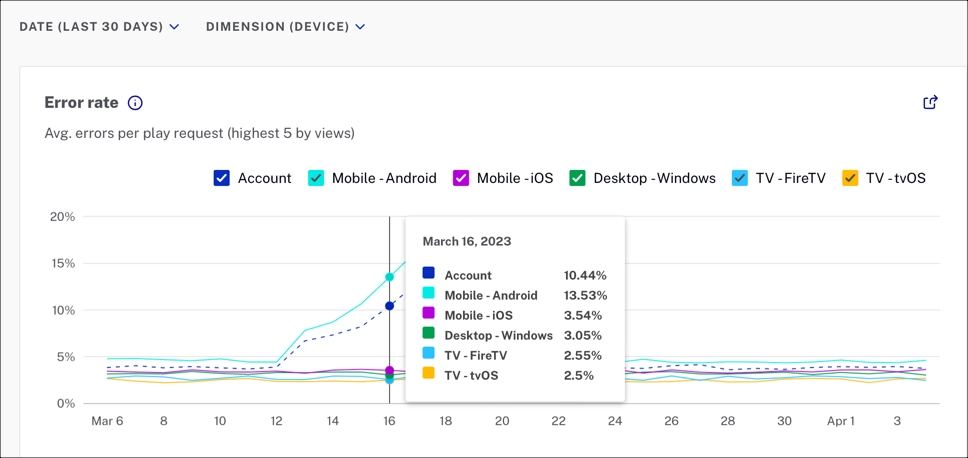 DATE (LAST 30 DAYS) DIMENSION (DEVICE)
Error rate
Avg. errors per play request (highest 5 by views)
Account Mobile - Android Mobile - iOS Desktop - Windows TV - FireTV TV - tvOS
20%
15%
10%
5%
0%
March 16, 2023
Account 10.44%
Mobile - Android 13.53%
Mobile - iOS 3.54%
Desktop - Windows 3.05%
TV - FireTV 2.55%
TV - tvOS 2.5%
Mar 6 8 10 12 14 16 18 20 22 24 26 28 30 Apr 1 3